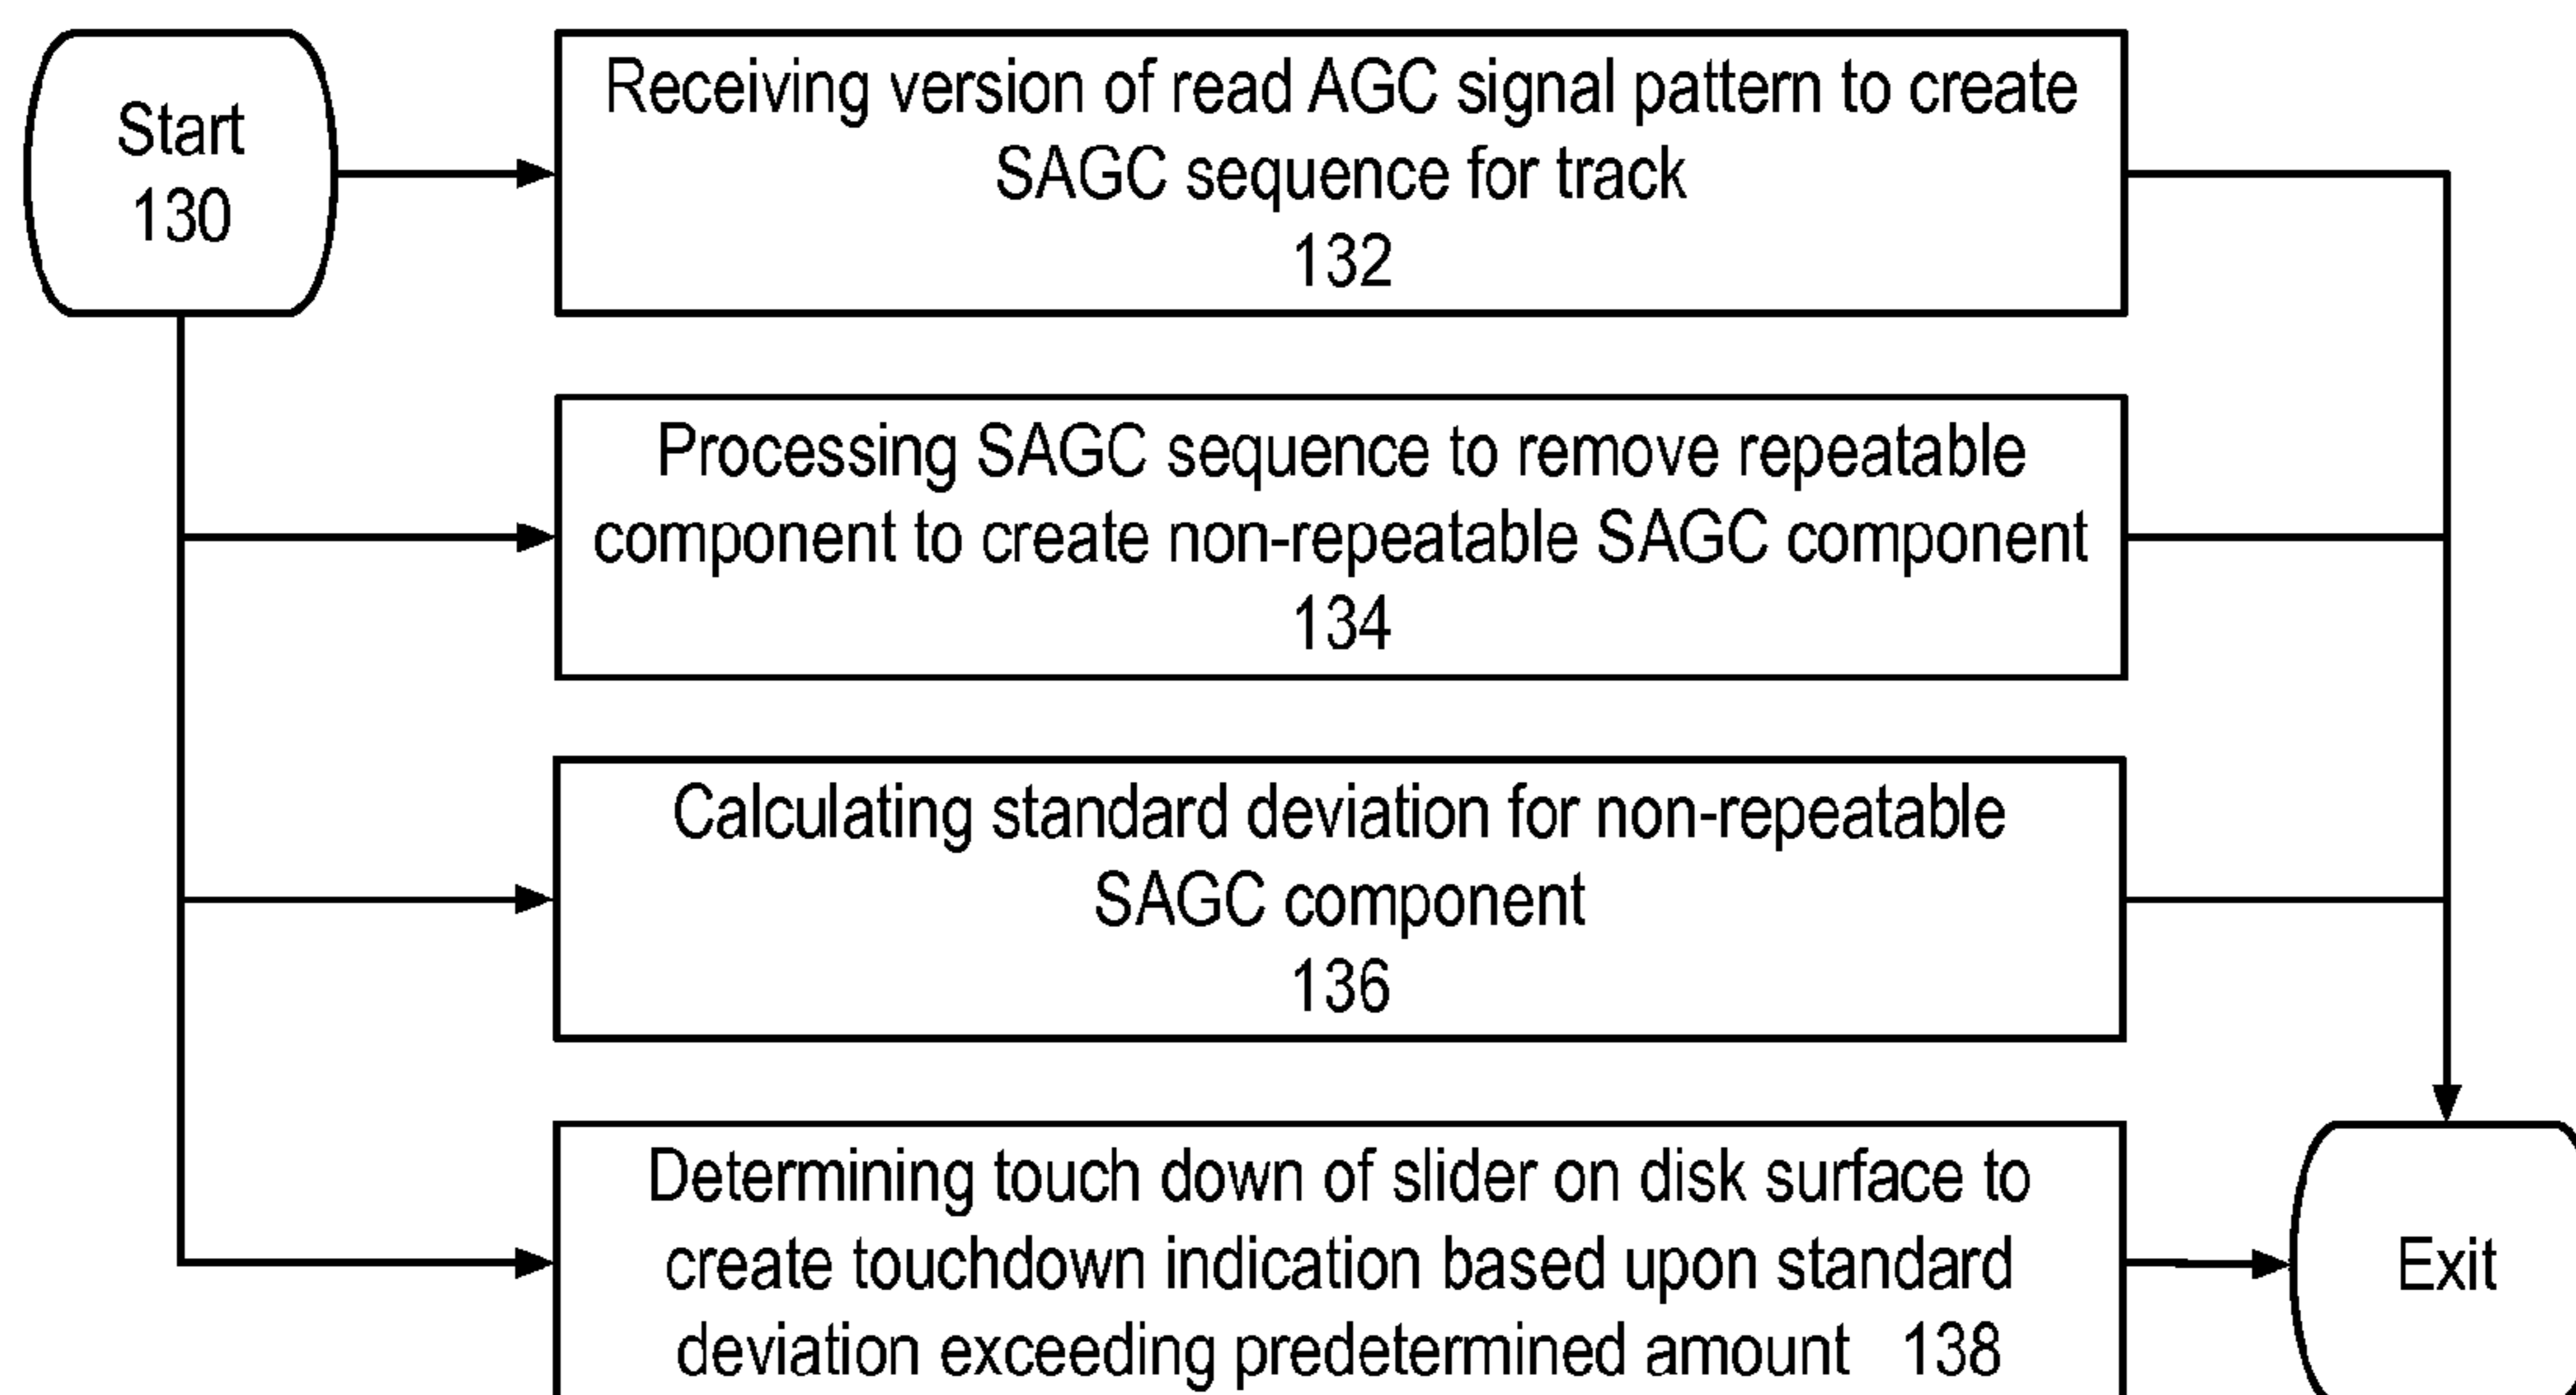 Start
130
Receiving version of read AGC signal pattern to create
SAGC sequence for track
132
Processing SAGC sequence to remove repeatable
component to create non-repeatable SAGC component
134
Calculating standard deviation for non-repeatable
SAGC component
136
Determining touch down of slider on disk surface to
create touchdown indication based upon standard
deviation exceeding predetermined amount 138
Exit